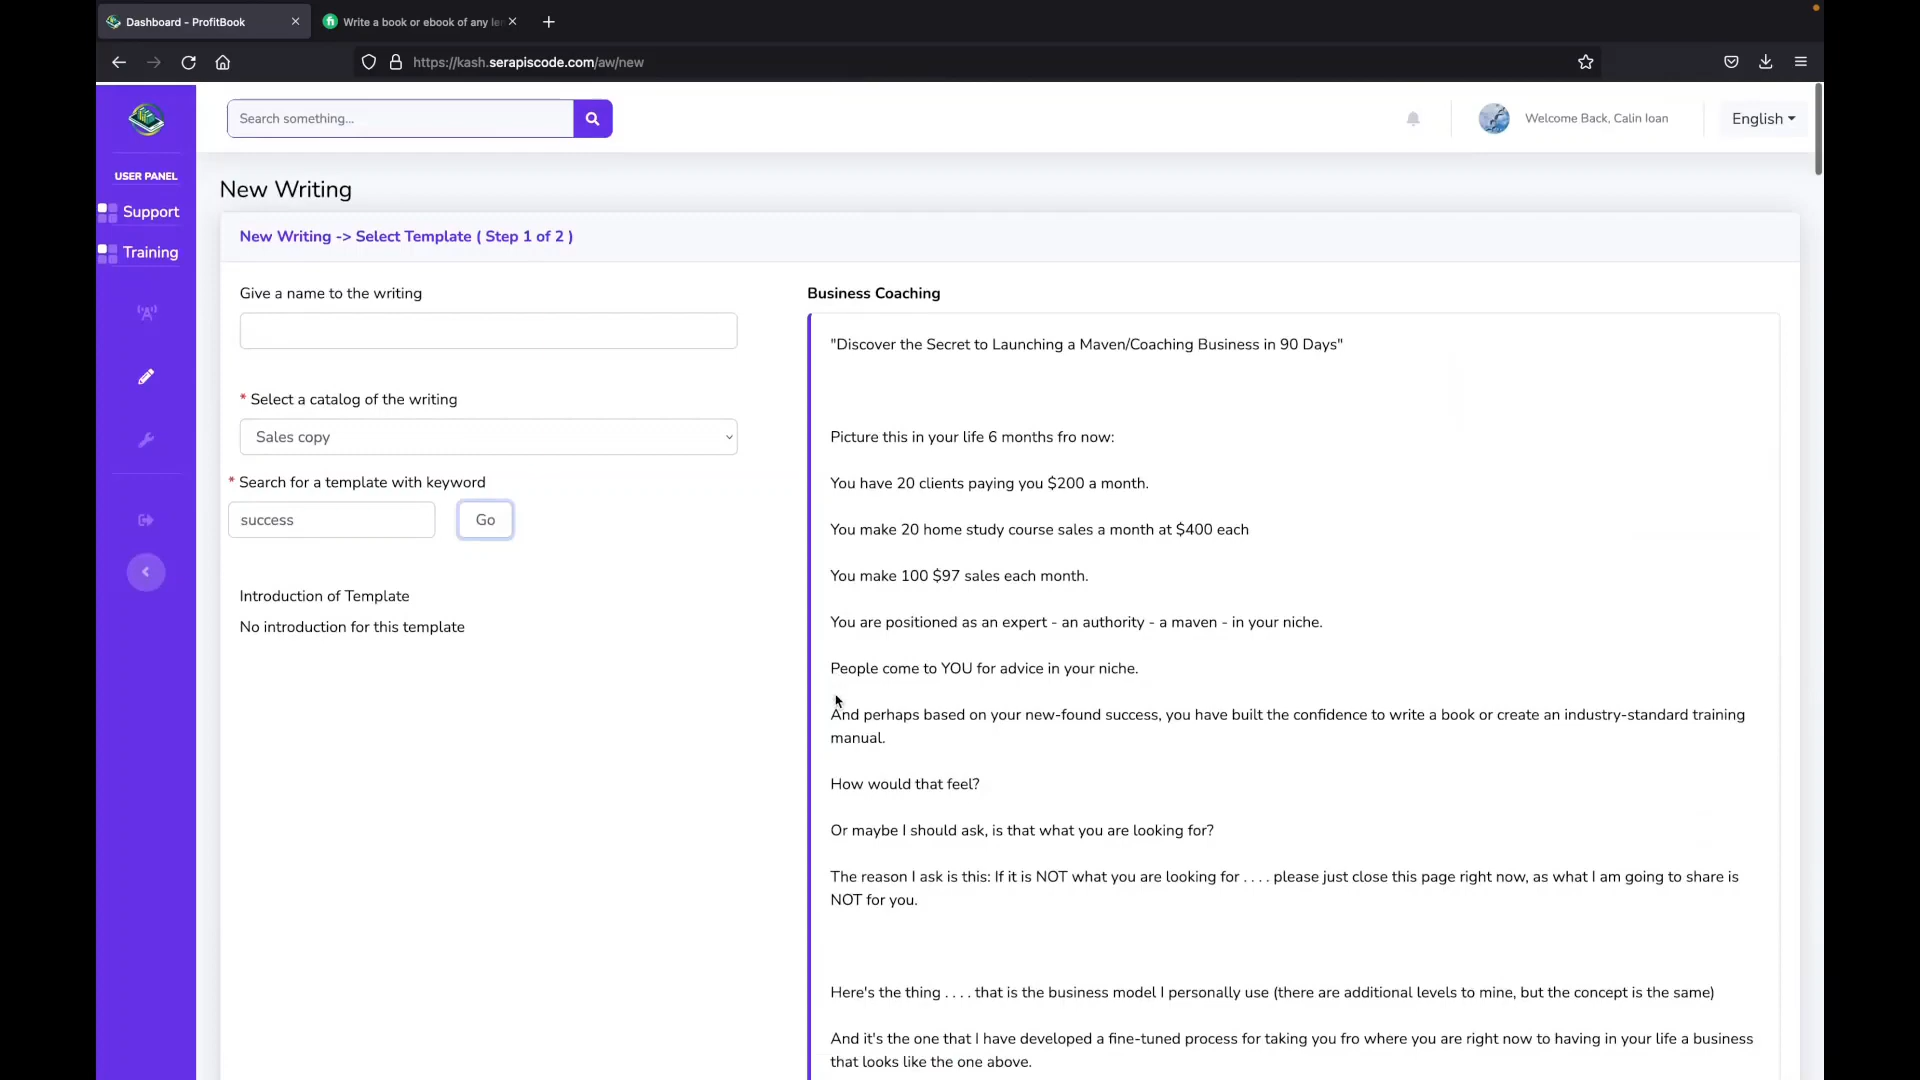 Dashboard - ProfitBook
Write a book or ebook of any le
https://kash.serapiscode.com/aw/new
Search something...
Welcome Back, Calin Ioan
English
USER PANEL
Support
Training
New Writing
New Writing -> Select Template ( Step 1 of 2 )
Give a name to the writing
* Select a catalog of the writing
Sales copy
* Search for a template with keyword
success
Go
Introduction of Template
No introduction for this template
Business Coaching
"Discover the Secret to Launching a Maven/Coaching Business in 90 Days"
Picture this in your life 6 months fro now:
You have 20 clients paying you $200 a month.
You make 20 home study course sales a month at $400 each
You make 100 $97 sales each month.
You are positioned as an expert - an authority - a maven - in your niche.
People come to YOU for advice in your niche.
And perhaps based on your new-found success, you have built the confidence to write a book or create an industry-standard training
manual.
How would that feel?
Or maybe I should ask, is that what you are looking for?
The reason I ask is this: If it is NOT what you are looking for . . . . please just close this page right now, as what I am going to share is
NOT for you.
Here's the thing . . . . that is the business model I personally use (there are additional levels to mine, but the concept is the same)
And it's the one that I have developed a fine-tuned process for taking you fro where you are right now to having in your life a business
that looks like the one above.